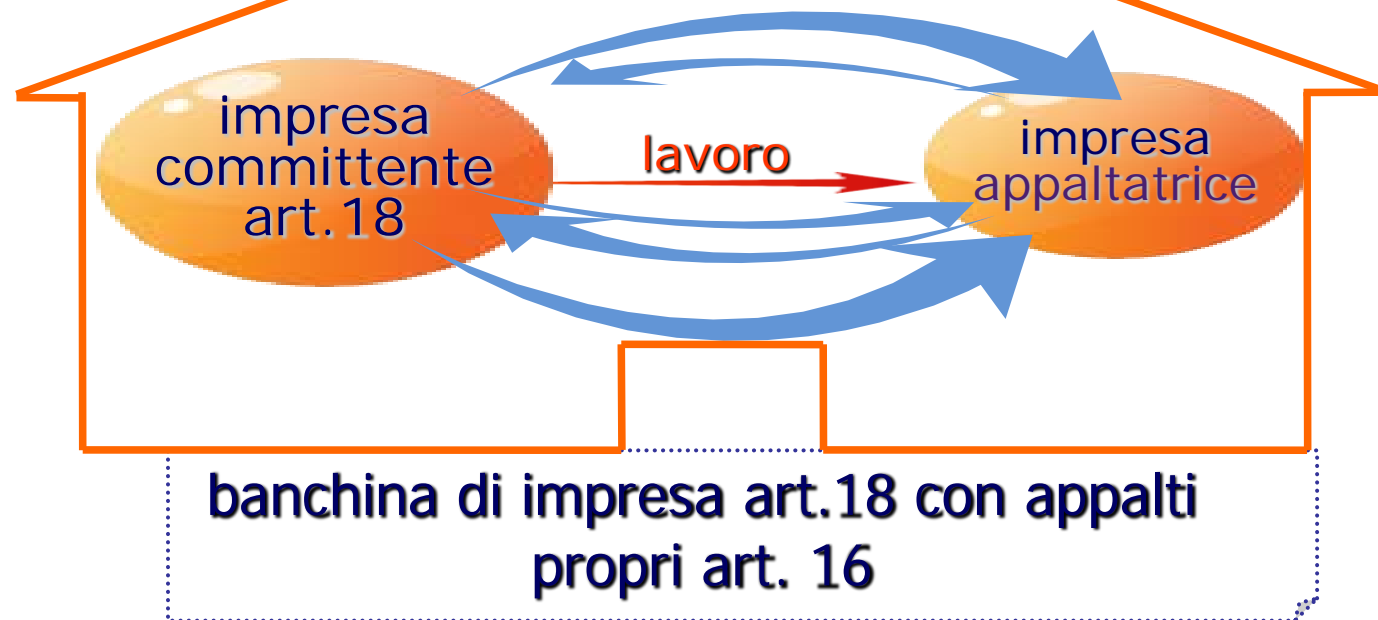 impresa
committente
art.18
lavoro
impresa
appaltatrice
banchina di impresa art.18 con appalti
propri art. 16